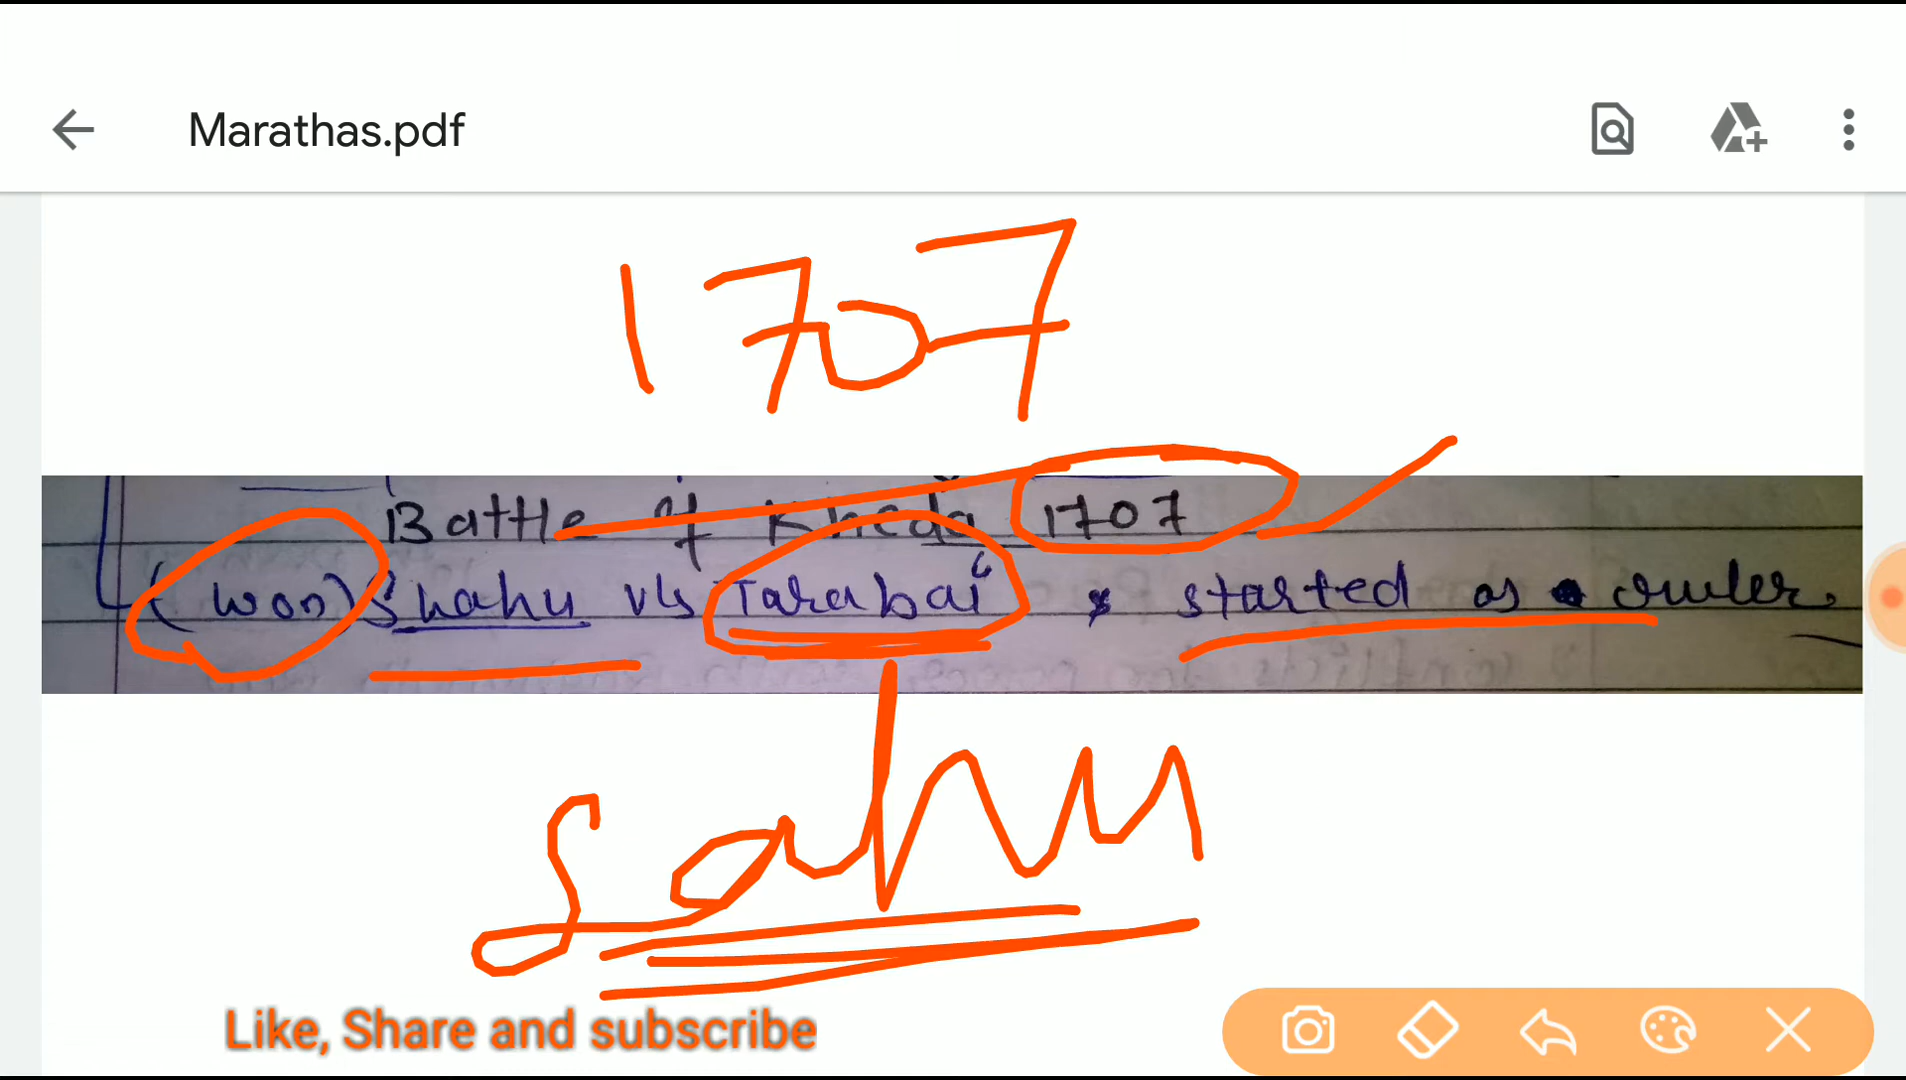 Marathas.pdf
1707
Battle of Kheda 1707
(won) Shahu v/s Tarabai & started as ruler.
Sahu
Like, Share and subscribe